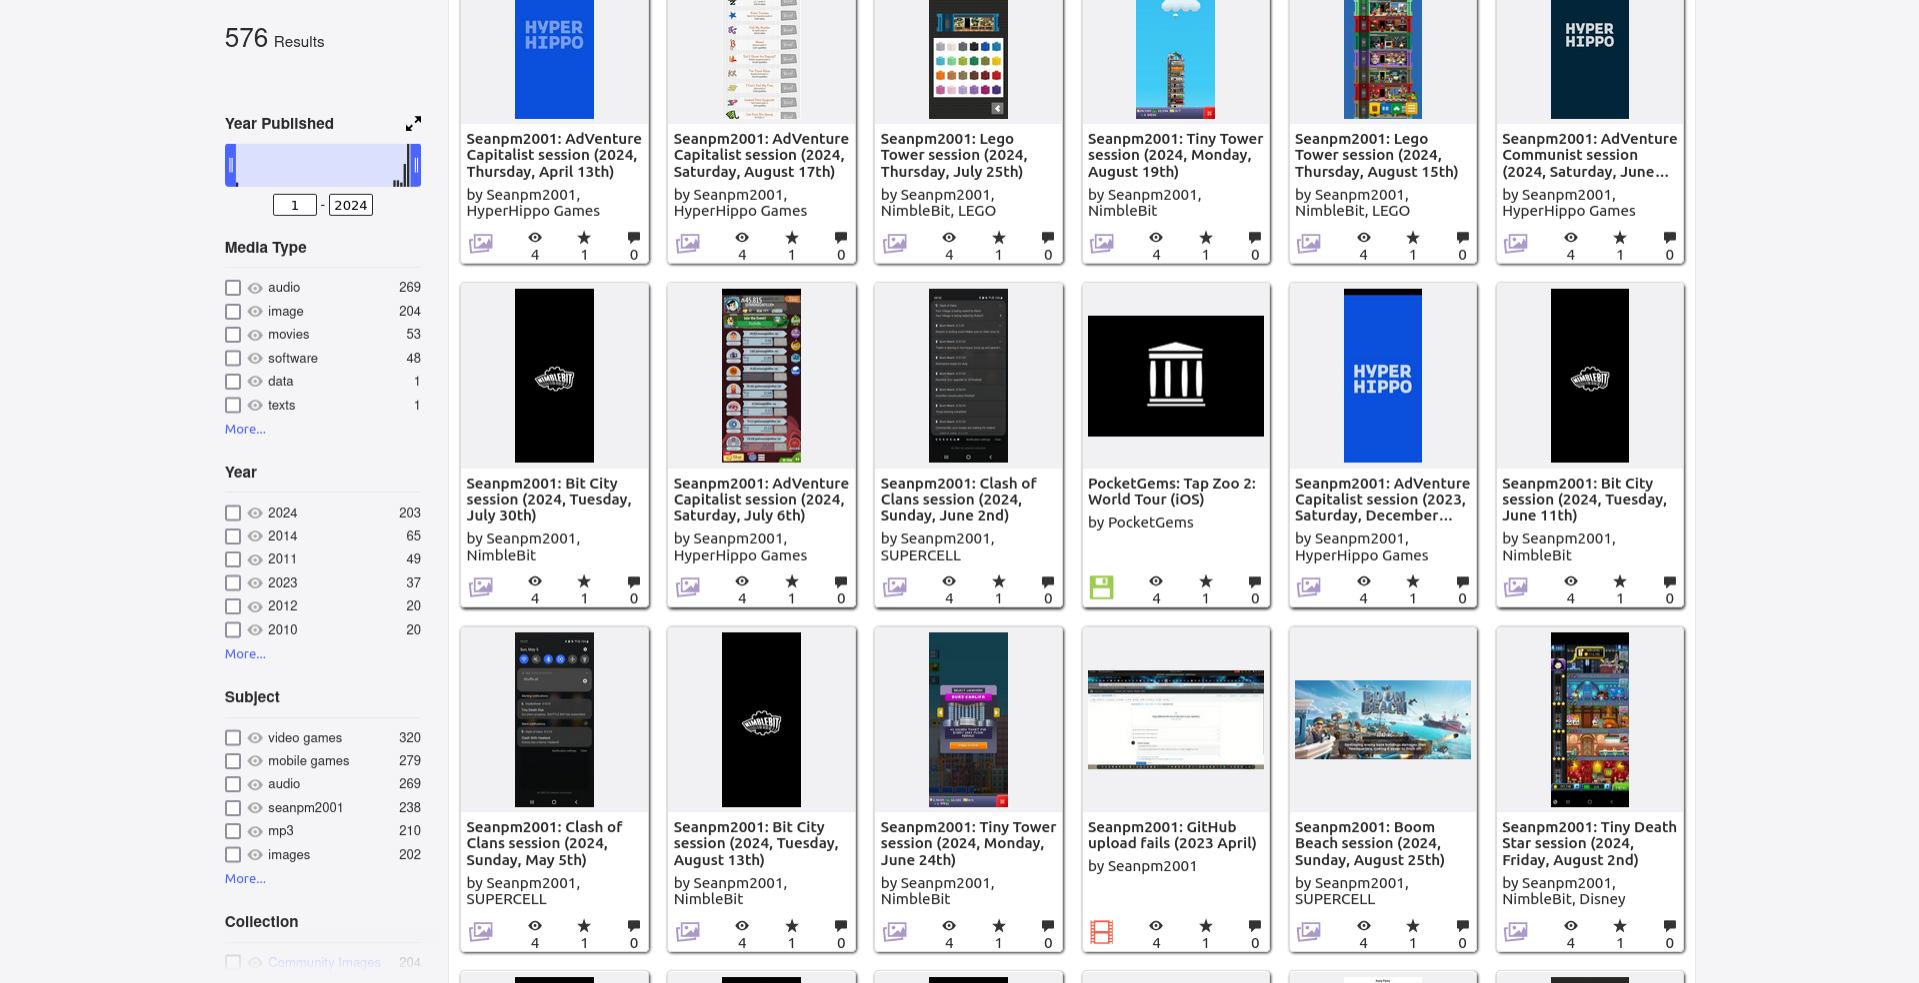 576 Results
Year Published
1 - 2024
Media Type
audio 269
image 204
movies 53
software 48
data 1
texts 1
More...
Year
2024 203
2014 65
2011 49
2023 37
2012 20
2010 20
More...
Subject
video games 320
mobile games 279
audio 269
seanpm2001 238
mp3 210
images 202
More...
Collection
Community Images 204
HYPER
HIPPO
Seanpm2001: AdVenture
Capitalist session (2024,
Thursday, April 13th)
by Seanpm2001,
HyperHippo Games
4 1 0
Seanpm2001: AdVenture
Capitalist session (2024,
Saturday, August 17th)
by Seanpm2001,
HyperHippo Games
4 1 0
Seanpm2001: Lego
Tower session (2024,
Thursday, July 25th)
by Seanpm2001,
NimbleBit, LEGO
4 1 0
Seanpm2001: Tiny Tower
session (2024, Monday,
August 19th)
by Seanpm2001,
NimbleBit
4 1 0
Seanpm2001: Lego
Tower session (2024,
Thursday, August 15th)
by Seanpm2001,
NimbleBit, LEGO
4 1 0
HYPER
HIPPO
Seanpm2001: AdVenture
Communist session
(2024, Saturday, June...
by Seanpm2001,
HyperHippo Games
4 1 0
NIMBLEBIT
Seanpm2001: Bit City
session (2024, Tuesday,
July 30th)
by Seanpm2001,
NimbleBit
4 1 0
Seanpm2001: AdVenture
Capitalist session (2024,
Saturday, July 6th)
by Seanpm2001,
HyperHippo Games
4 1 0
Seanpm2001: Clash of
Clans session (2024,
Sunday, June 2nd)
by Seanpm2001,
SUPERCELL
4 1 0
PocketGems: Tap Zoo 2:
World Tour (iOS)
by PocketGems
4 1 0
HYPER
HIPPO
Seanpm2001: AdVenture
Capitalist session (2023,
Saturday, December...
by Seanpm2001,
HyperHippo Games
4 1 0
NIMBLEBIT
Seanpm2001: Bit City
session (2024, Tuesday,
June 11th)
by Seanpm2001,
NimbleBit
4 1 0
Seanpm2001: Clash of
Clans session (2024,
Sunday, May 5th)
by Seanpm2001,
SUPERCELL
4 1 0
NIMBLEBIT
Seanpm2001: Bit City
session (2024, Tuesday,
August 13th)
by Seanpm2001,
NimbleBit
4 1 0
Seanpm2001: Tiny Tower
session (2024, Monday,
June 24th)
by Seanpm2001,
NimbleBit
4 1 0
Seanpm2001: GitHub
upload fails (2023 April)
by Seanpm2001
4 1 0
BOOM
BEACH
Seanpm2001: Boom
Beach session (2024,
Sunday, August 25th)
by Seanpm2001,
SUPERCELL
4 1 0
Seanpm2001: Tiny Death
Star session (2024,
Friday, August 2nd)
by Seanpm2001,
NimbleBit, Disney
4 1 0